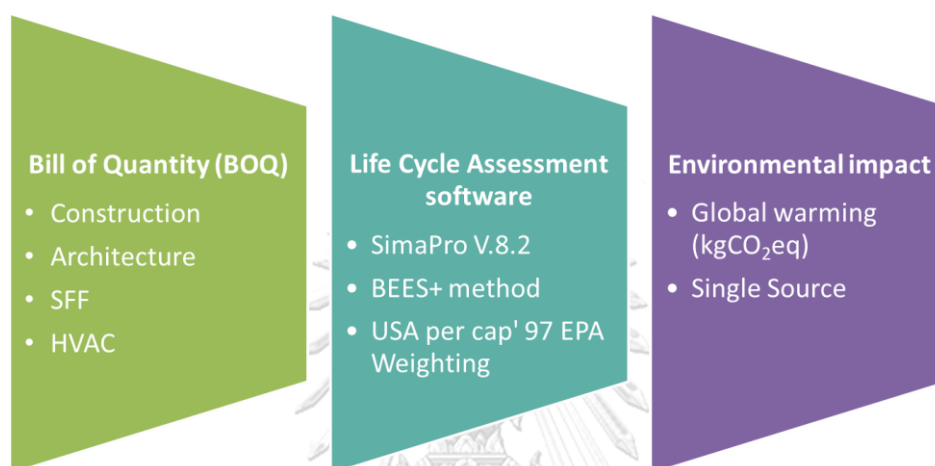 Bill of Quantity (BOQ)
• Construction
• Architecture
• SFF
• HVAC
Life Cycle Assessment
software
• SimaPro V.8.2
• BEES+ method
• USA per cap' 97 EPA
Weighting
Environmental impact
• Global warming
(kgCO₂eq)
• Single Source